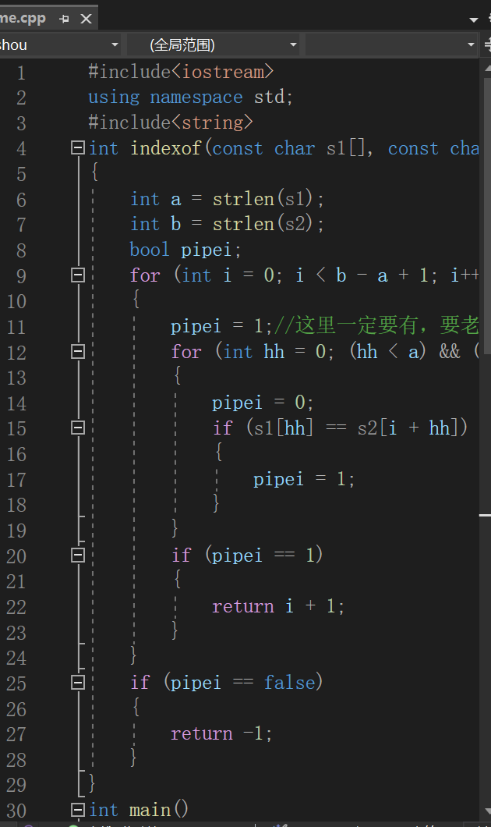 me.cpp
shou
(全局范围)
1 #include<iostream>
2 using namespace std;
3 #include<string>
4 int indexof(const char s1[], const cha
5 {
6 int a = strlen(s1);
7 int b = strlen(s2);
8 bool pipei;
9 for (int i = 0; i < b - a + 1; i++
10 {
11 pipei = 1;//这里一定要有，要老
12 for (int hh = 0; (hh < a) && (
13 {
14 pipei = 0;
15 if (s1[hh] == s2[i + hh])
16 {
17 pipei = 1;
18 }
19 }
20 if (pipei == 1)
21 {
22 return i + 1;
23 }
24 }
25 if (pipei == false)
26 {
27 return -1;
28 }
29 }
30 int main()